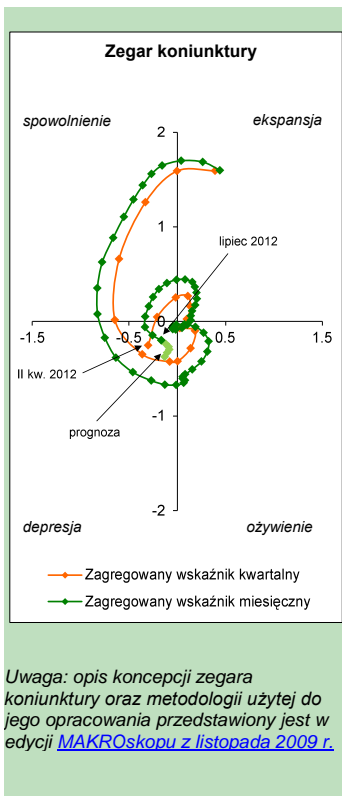 Zegar koniunktury
spowolnienie
ekspansja
2
1
lipiec 2012
0
-1.5
-0.5
0.5
1.5
II kw. 2012
prognoza
-1
-2
depresja
ożywienie
Zagregowany wskaźnik kwartalny
Zagregowany wskaźnik miesięczny
Uwaga: opis koncepcji zegara
koniunktury oraz metodologii użytej do
jego opracowania przedstawiony jest w
edycji MAKROskopu z listopada 2009 r.